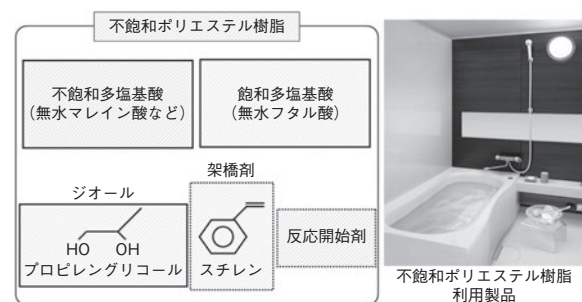 不飽和ポリエステル樹脂
不飽和多塩基酸
(無水マレイン酸など)
飽和多塩基酸
(無水フタル酸)
架橋剤
ジオール
HO OH
プロピレングリコール
スチレン
反応開始剤
不飽和ポリエステル樹脂
利用製品